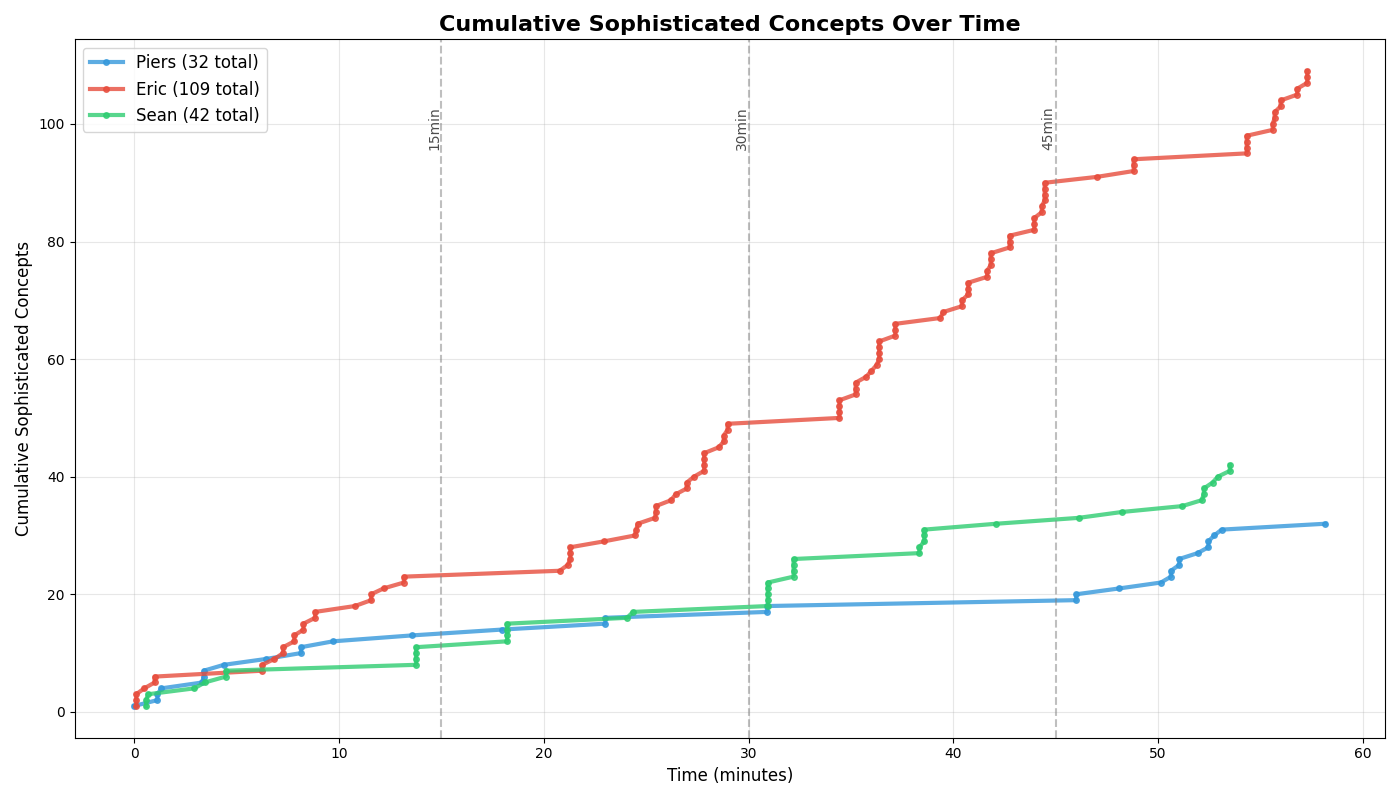 Cumulative Sophisticated Concepts Over Time
Piers (32 total)
Eric (109 total)
Sean (42 total)
15min
30min
45min
Cumulative Sophisticated Concepts
100
80
60
40
20
0
0 10 20 30 40 50 60
Time (minutes)